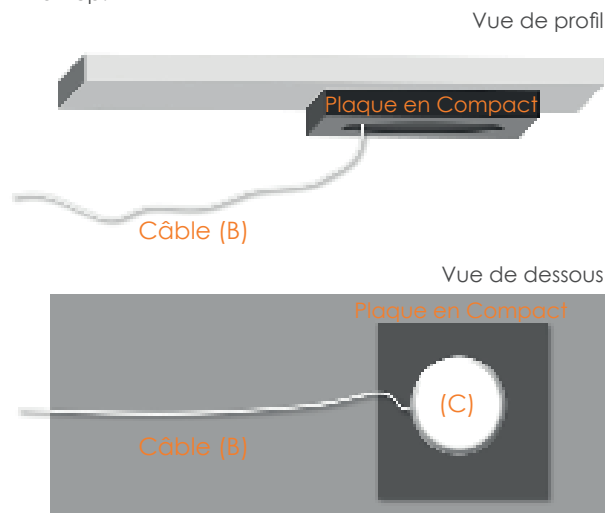 Vue de profil
Plaque en Compact
Câble (B)
Vue de dessous
Plaque en Compact
(C)
Câble (B)